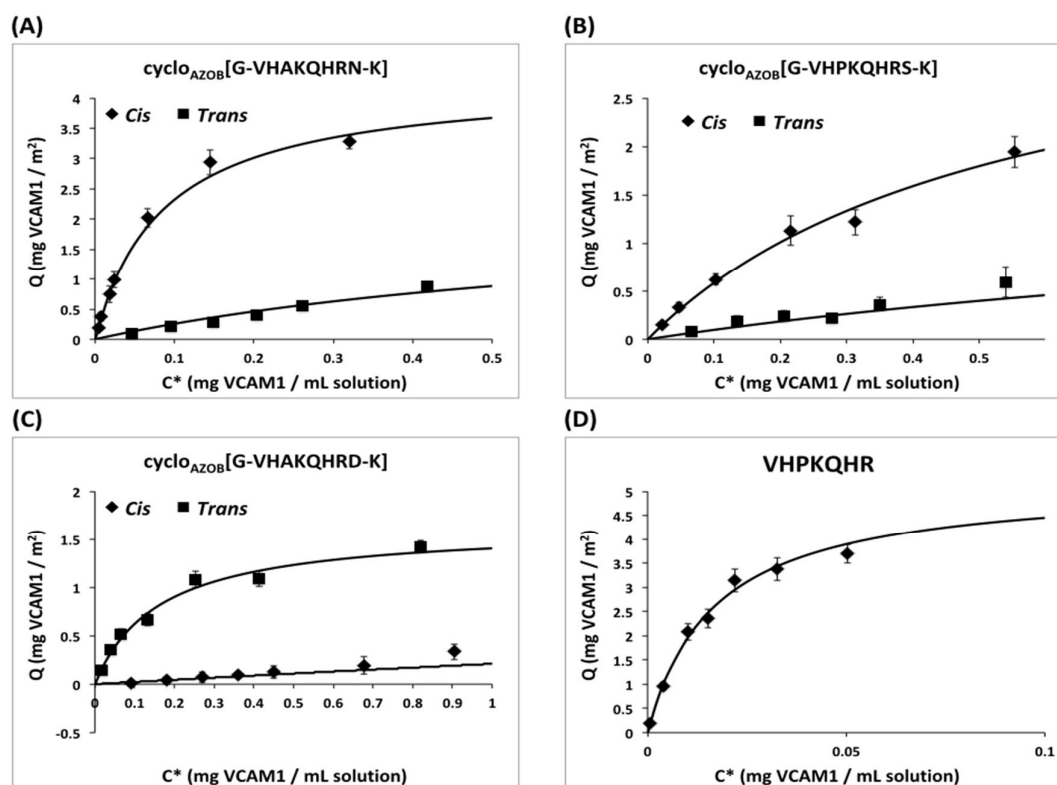 (A)
cyclo_AZOB[G-VHAKQHRN-K]
◆ Cis ■ Trans
Q (mg VCAM1 / m²)
4
3.5
3
2.5
2
1.5
1
0.5
0
0 0.1 0.2 0.3 0.4 0.5
C* (mg VCAM1 / mL solution)
(B)
cyclo_AZOB[G-VHPKQHRS-K]
◆ Cis ■ Trans
Q (mg VCAM1 / m²)
2.5
2
1.5
1
0.5
0
0 0.1 0.2 0.3 0.4 0.5
C* (mg VCAM1 / mL solution)
(C)
cyclo_AZOB[G-VHAKQHRD-K]
◆ Cis ■ Trans
Q (mg VCAM1 / m²)
2
1.5
1
0.5
0
-0.5
0 0.1 0.2 0.3 0.4 0.5 0.6 0.7 0.8 0.9 1
C* (mg VCAM1 / mL solution)
(D)
VHPKQHR
Q (mg VCAM1 / m²)
5
4.5
4
3.5
3
2.5
2
1.5
1
0.5
0
0 0.05 0.1
C* (mg VCAM1 / mL solution)